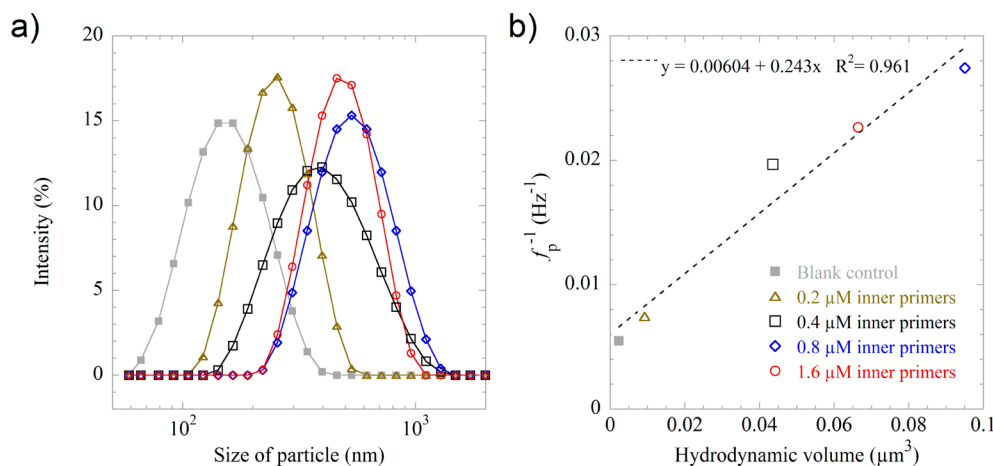 a)
20
15
10
5
0
Intensity (%)
10²
10³
Size of particle (nm)
b)
0.03
0.02
0.01
0
fp⁻¹ (Hz⁻¹)
y = 0.00604 + 0.243x R²= 0.961
Blank control
0.2 µM inner primers
0.4 µM inner primers
0.8 µM inner primers
1.6 µM inner primers
0 0.02 0.04 0.06 0.08 0.1
Hydrodynamic volume (µm³)